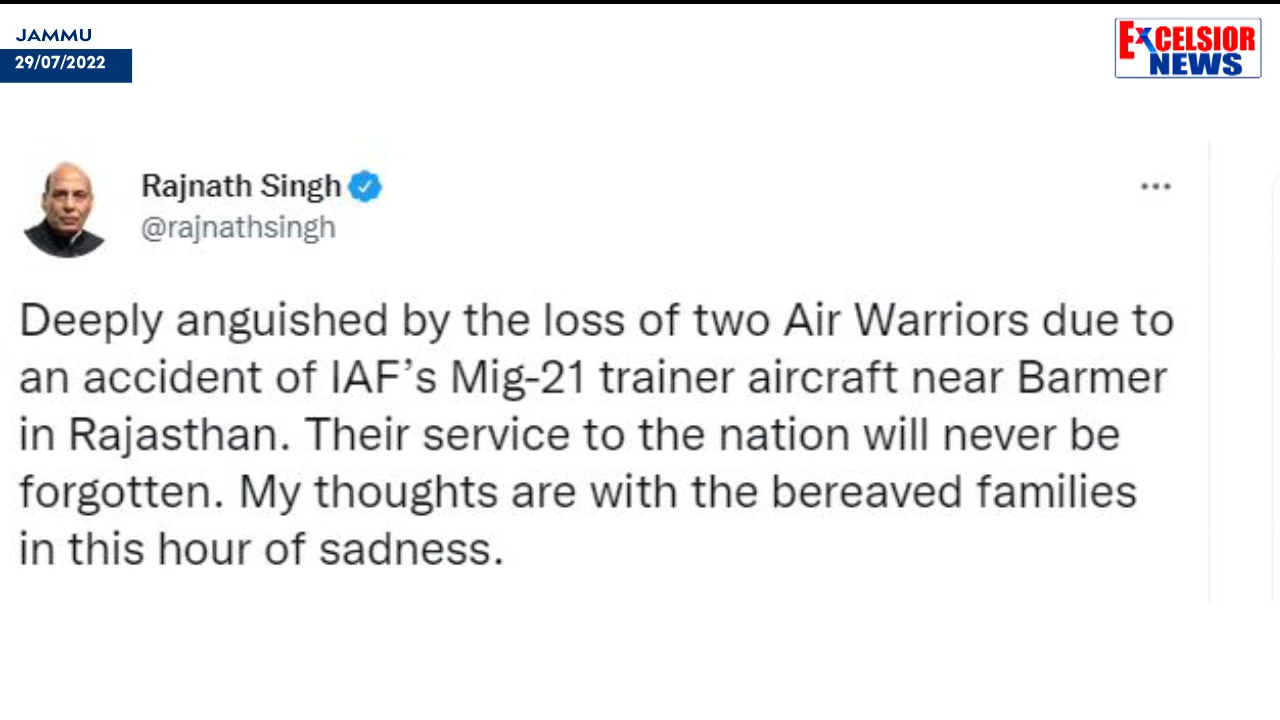 JAMMU
29/07/2022
EXCELSIOR
NEWS
Rajnath Singh
@rajnathsingh
Deeply anguished by the loss of two Air Warriors due to
an accident of IAF’s Mig-21 trainer aircraft near Barmer
in Rajasthan. Their service to the nation will never be
forgotten. My thoughts are with the bereaved families
in this hour of sadness.